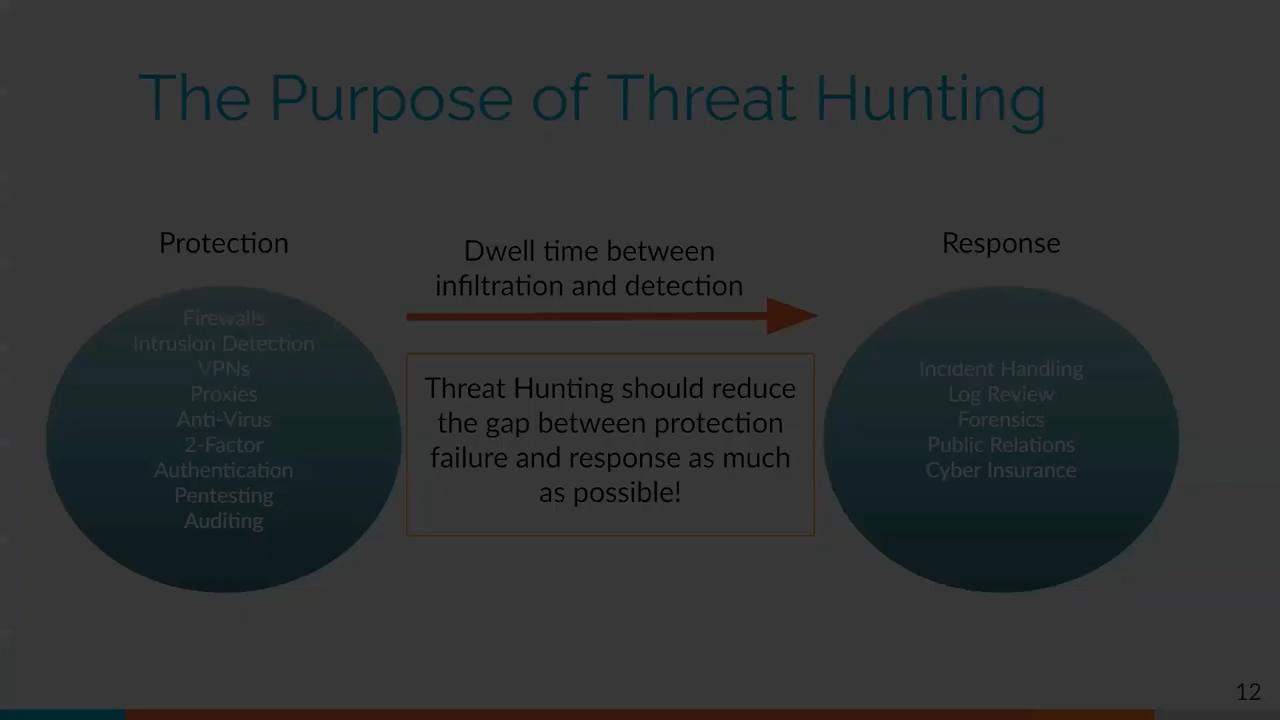 The Purpose of Threat Hunting
Protection
Firewalls
Intrusion Detection
VPNs
Proxies
Anti-Virus
2-Factor
Authentication
Pentesting
Auditing
Dwell time between
infiltration and detection
Threat Hunting should reduce
the gap between protection
failure and response as much
as possible!
Response
Incident Handling
Log Review
Forensics
Public Relations
Cyber Insurance
12